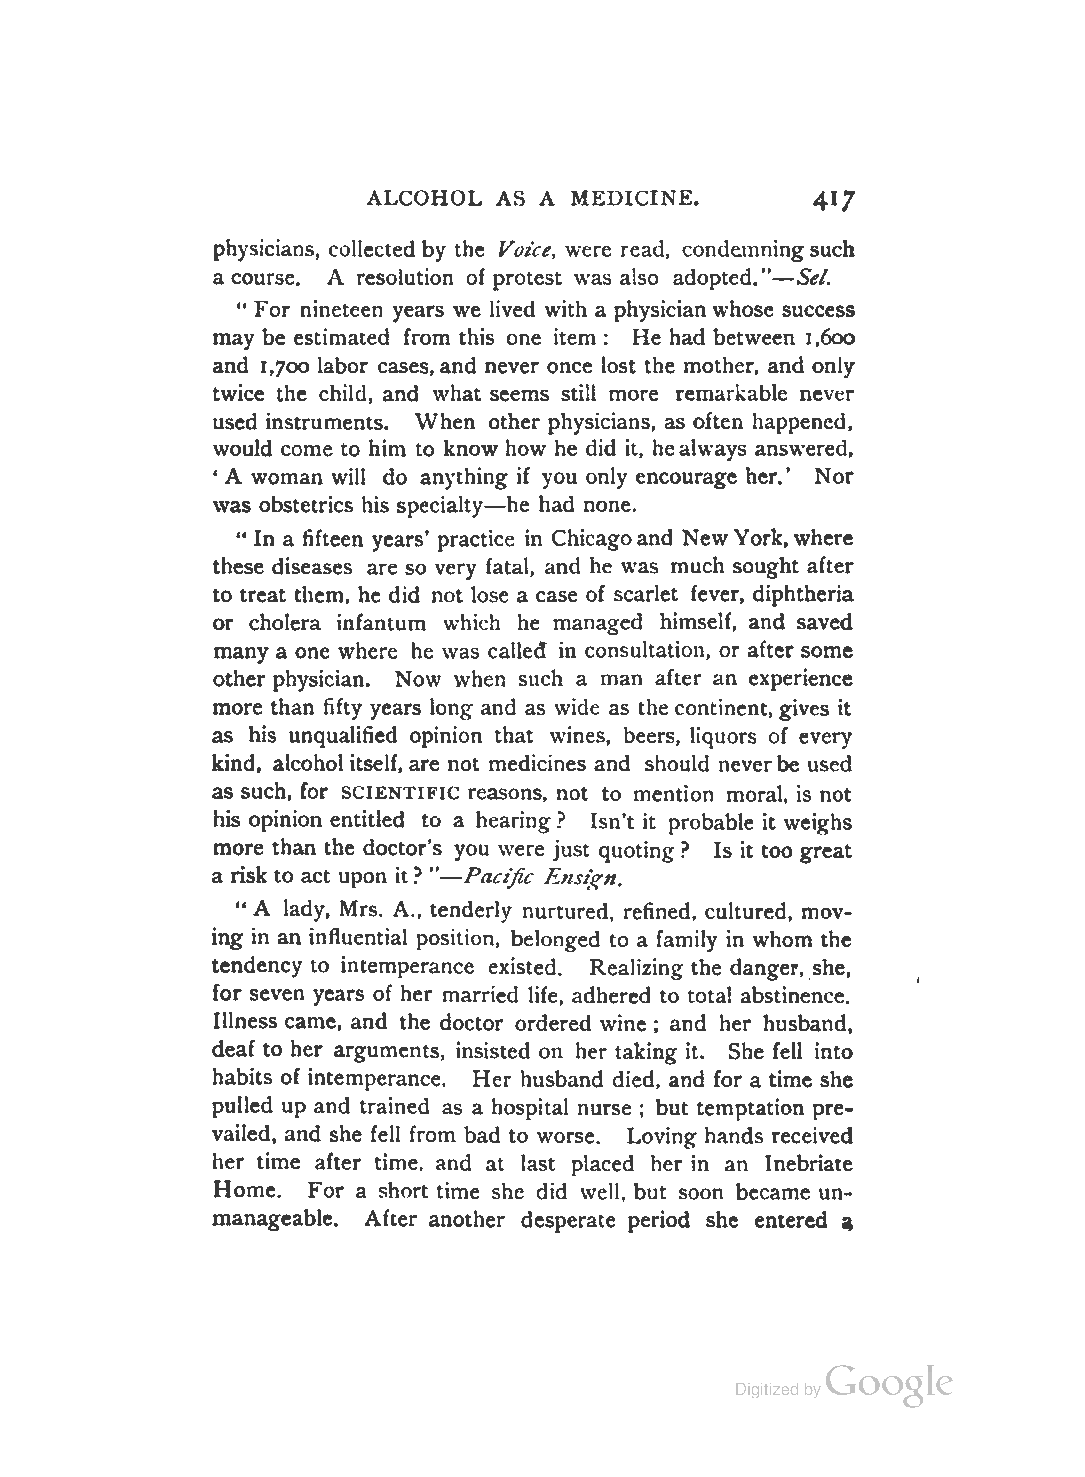 ALCOHOL AS A MEDICINE. 417
physicians, collected by the Voice, were read, condemning such
a course. A resolution of protest was also adopted."—Sel.
" For nineteen years we lived with a physician whose success
may be estimated from this one item : He had between 1,600
and 1,700 labor cases, and never once lost the mother, and only
twice the child, and what seems still more remarkable never
used instruments. When other physicians, as often happened,
would come to him to know how he did it, he always answered,
' A woman will do anything if you only encourage her.' Nor
was obstetrics his specialty—he had none.
" In a fifteen years' practice in Chicago and New York, where
these diseases are so very fatal, and he was much sought after
to treat them, he did not lose a case of scarlet fever, diphtheria
or cholera infantum which he managed himself, and saved
many a one where he was called in consultation, or after some
other physician. Now when such a man after an experience
more than fifty years long and as wide as the continent, gives it
as his unqualified opinion that wines, beers, liquors of every
kind, alcohol itself, are not medicines and should never be used
as such, for SCIENTIFIC reasons, not to mention moral, is not
his opinion entitled to a hearing ? Isn't it probable it weighs
more than the doctor's you were just quoting ? Is it too great
a risk to act upon it ? "—Pacific Ensign.
" A lady, Mrs. A., tenderly nurtured, refined, cultured, mov-
ing in an influential position, belonged to a family in whom the
tendency to intemperance existed. Realizing the danger, she,
for seven years of her married life, adhered to total abstinence.
Illness came, and the doctor ordered wine ; and her husband,
deaf to her arguments, insisted on her taking it. She fell into
habits of intemperance. Her husband died, and for a time she
pulled up and trained as a hospital nurse ; but temptation pre-
vailed, and she fell from bad to worse. Loving hands received
her time after time, and at last placed her in an Inebriate
Home. For a short time she did well, but soon became un-
manageable. After another desperate period she entered a
Digitized by Google